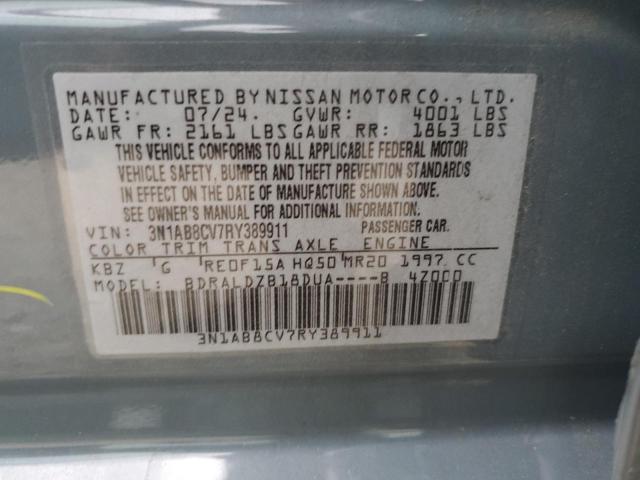 MANUFACTURED BY NISSAN MOTOR CO., LTD.
DATE: 07/24. GVWR: 4001 LBS
GAWR FR: 2161 LBS GAWR RR: 1863 LBS
THIS VEHICLE CONFORMS TO ALL APPLICABLE FEDERAL MOTOR
VEHICLE SAFETY, BUMPER AND THEFT PREVENTION STANDARDS
IN EFFECT ON THE DATE OF MANUFACTURE SHOWN ABOVE.
SEE OWNER'S MANUAL FOR ADDITIONAL INFORMATION.
VIN: 3N1AB8CV7RY389911 PASSENGER CAR.
COLOR TRIM TRANS AXLE ENGINE
KBZ G RE0F15A HQ50 MR20 1997 CC
MODEL: BDRALDZB18DUA----B 4Z0C0
3N1AB8CV7RY389911